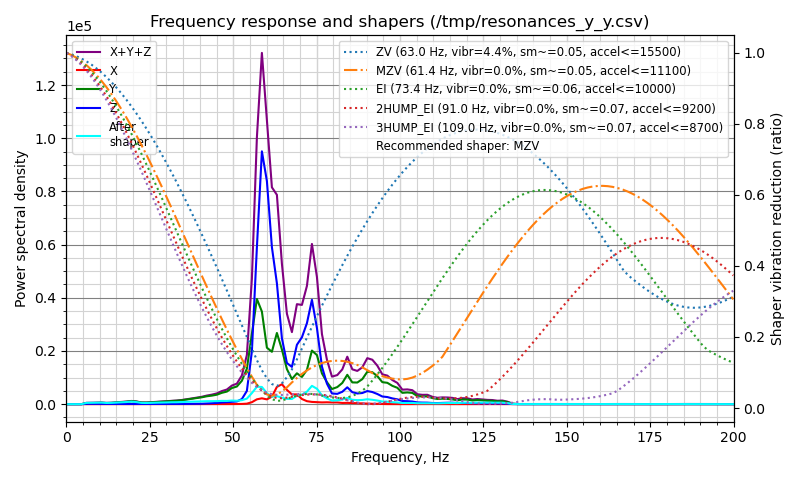 Frequency response and shapers (/tmp/resonances_y_y.csv)
1e5
X+Y+Z
X
Y
Z
After
shaper
ZV (63.0 Hz, vibr=4.4%, sm~=0.05, accel<=15500)
MZV (61.4 Hz, vibr=0.0%, sm~=0.05, accel<=11100)
EI (73.4 Hz, vibr=0.0%, sm~=0.06, accel<=10000)
2HUMP_EI (91.0 Hz, vibr=0.0%, sm~=0.07, accel<=9200)
3HUMP_EI (109.0 Hz, vibr=0.0%, sm~=0.07, accel<=8700)
Recommended shaper: MZV
Power spectral density
1.2
1.0
0.8
0.6
0.4
0.2
0.0
Shaper vibration reduction (ratio)
1.0
0.8
0.6
0.4
0.2
0.0
0 25 50 75 100 125 150 175 200
Frequency, Hz